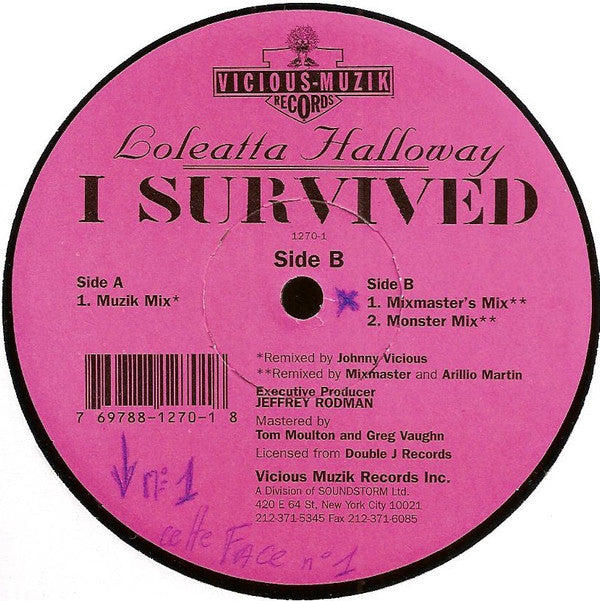 VICIOUS-MUZIK
RECORDS
Loleatta Halloway
I SURVIVED
1270-1
Side B
Side A
1. Muzik Mix*
Side B
1. Mixmaster's Mix**
2. Monster Mix**
*Remixed by Johnny Vicious
**Remixed by Mixmaster and Arillio Martin
Executive Producer
JEFFREY RODMAN
Mastered by
Tom Moulton and Greg Vaughn
Licensed from Double J Records
Vicious Muzik Records Inc.
A Division of SOUNDSTORM Ltd.
420 E 64 St, New York City 10021
212-371-5345 Fax 212-371-6085
7 69788-1270-1 8
n° 1
cette FACE n° 1